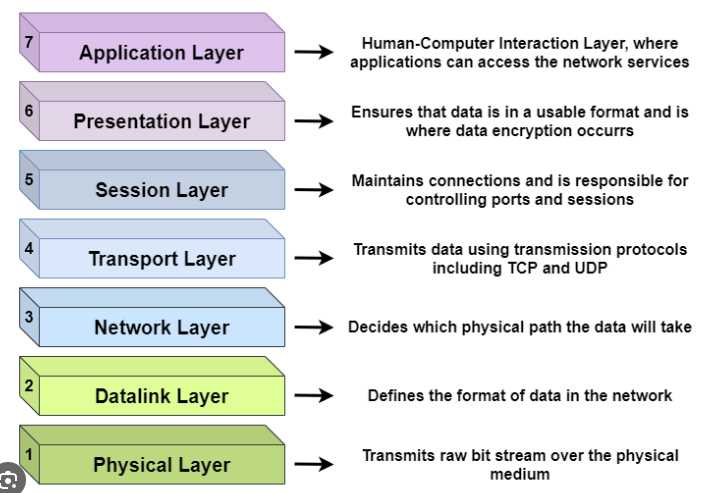 7
Application Layer
Human-Computer Interaction Layer, where
applications can access the network services
6
Presentation Layer
Ensures that data is in a usable format and is
where data encryption occurrs
5
Session Layer
Maintains connections and is responsible for
controlling ports and sessions
4
Transport Layer
Transmits data using transmission protocols
including TCP and UDP
3
Network Layer
Decides which physical path the data will take
2
Datalink Layer
Defines the format of data in the network
1
Physical Layer
Transmits raw bit stream over the physical
medium